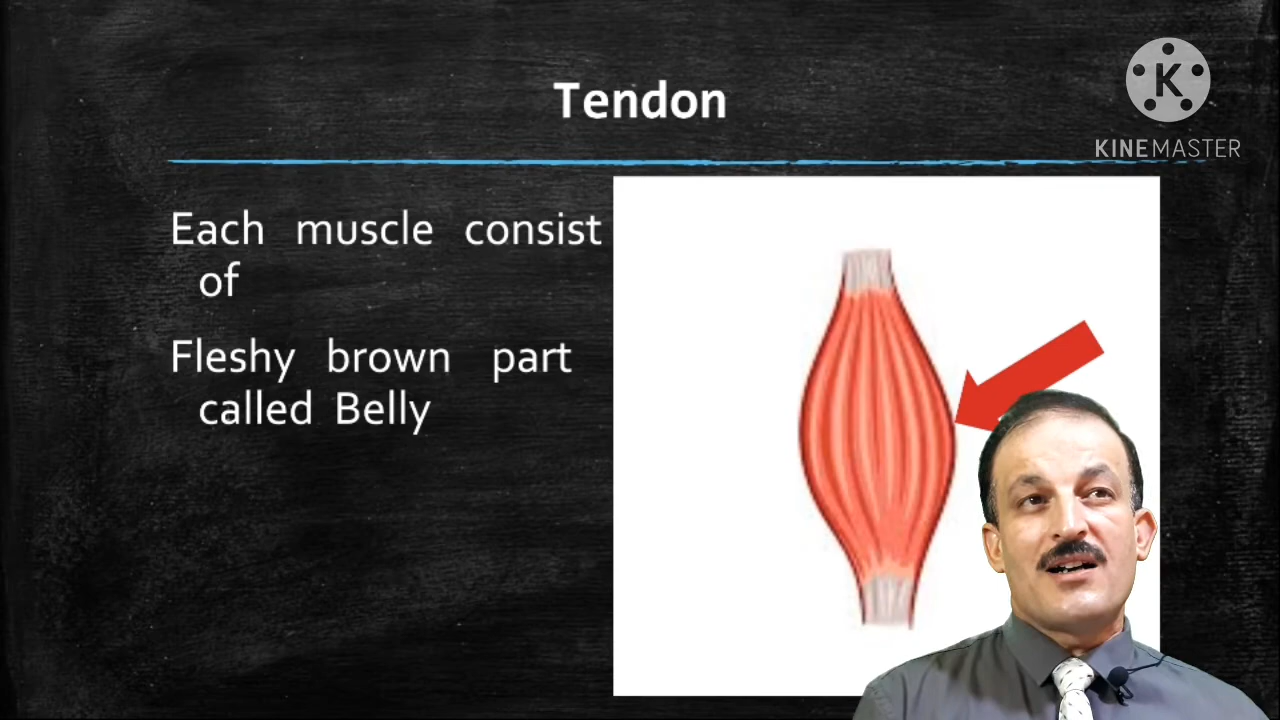 Tendon
K
KINEMASTER
Each muscle consist
of
Fleshy brown part
called Belly